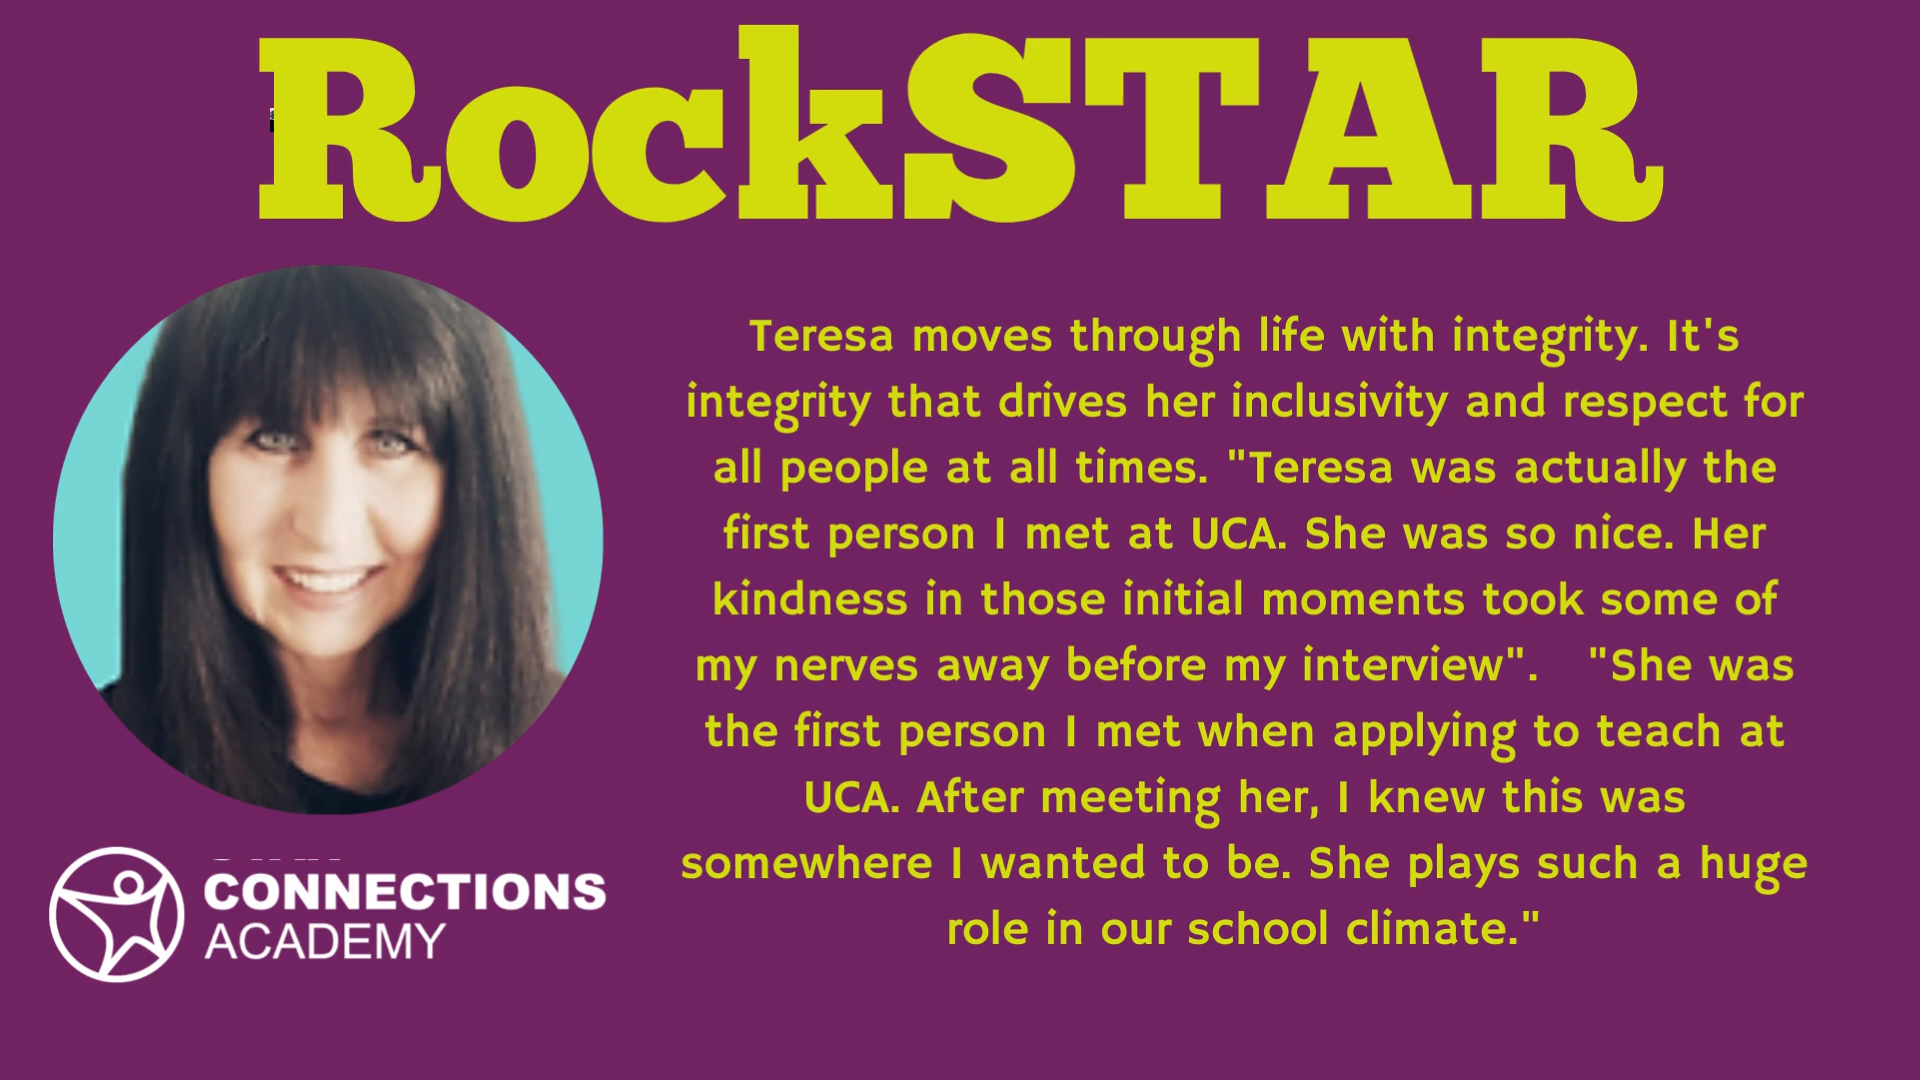 RockSTAR
Teresa moves through life with integrity. It's
integrity that drives her inclusivity and respect for
all people at all times. "Teresa was actually the
first person I met at UCA. She was so nice. Her
kindness in those initial moments took some of
my nerves away before my interview".   "She was
the first person I met when applying to teach at
UCA. After meeting her, I knew this was
somewhere I wanted to be. She plays such a huge
role in our school climate."
CONNECTIONS
ACADEMY